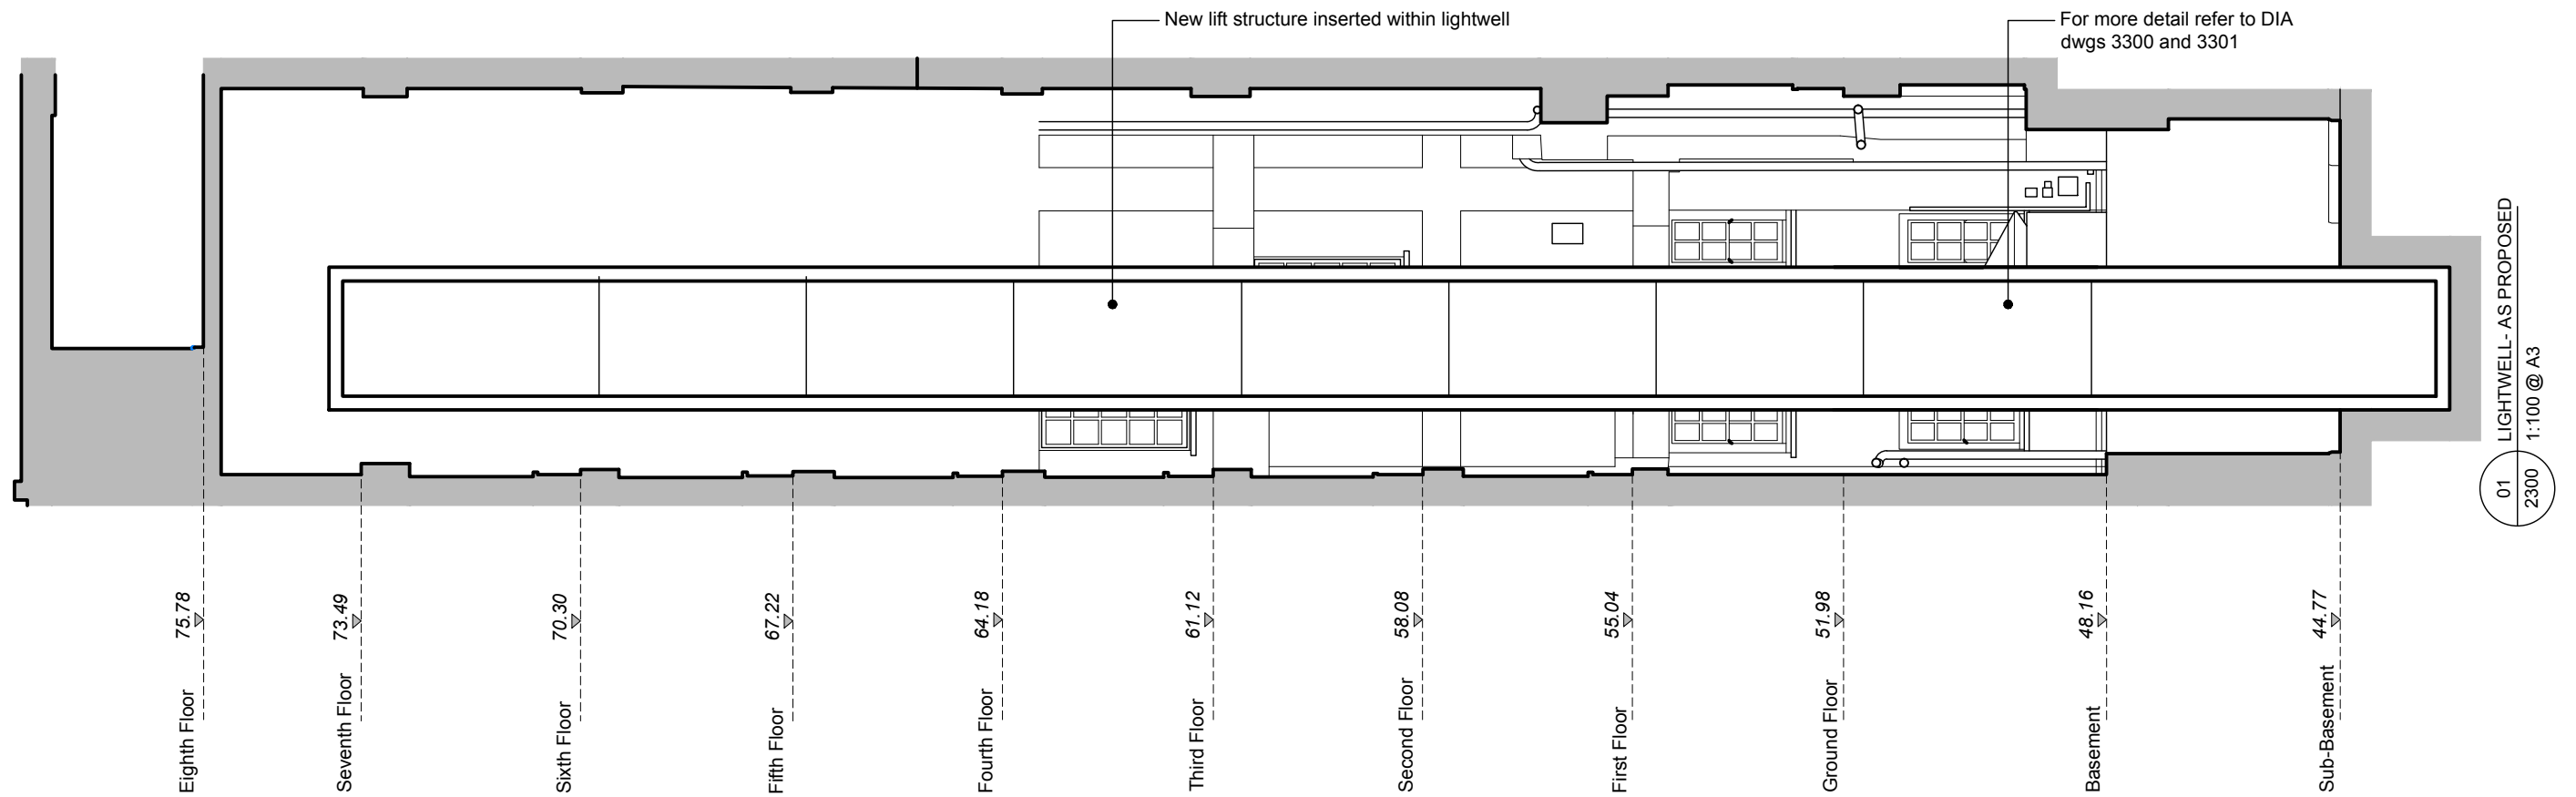 New lift structure inserted within lightwell
For more detail refer to DIA
dwgs 3300 and 3301
Eighth Floor 75.78
Seventh Floor 73.49
Sixth Floor 70.30
Fifth Floor 67.22
Fourth Floor 64.18
Third Floor 61.12
Second Floor 58.08
First Floor 55.04
Ground Floor 51.98
Basement 48.16
Sub-Basement 44.77
01 LIGHTWELL- AS PROPOSED
2300 1:100 @ A3